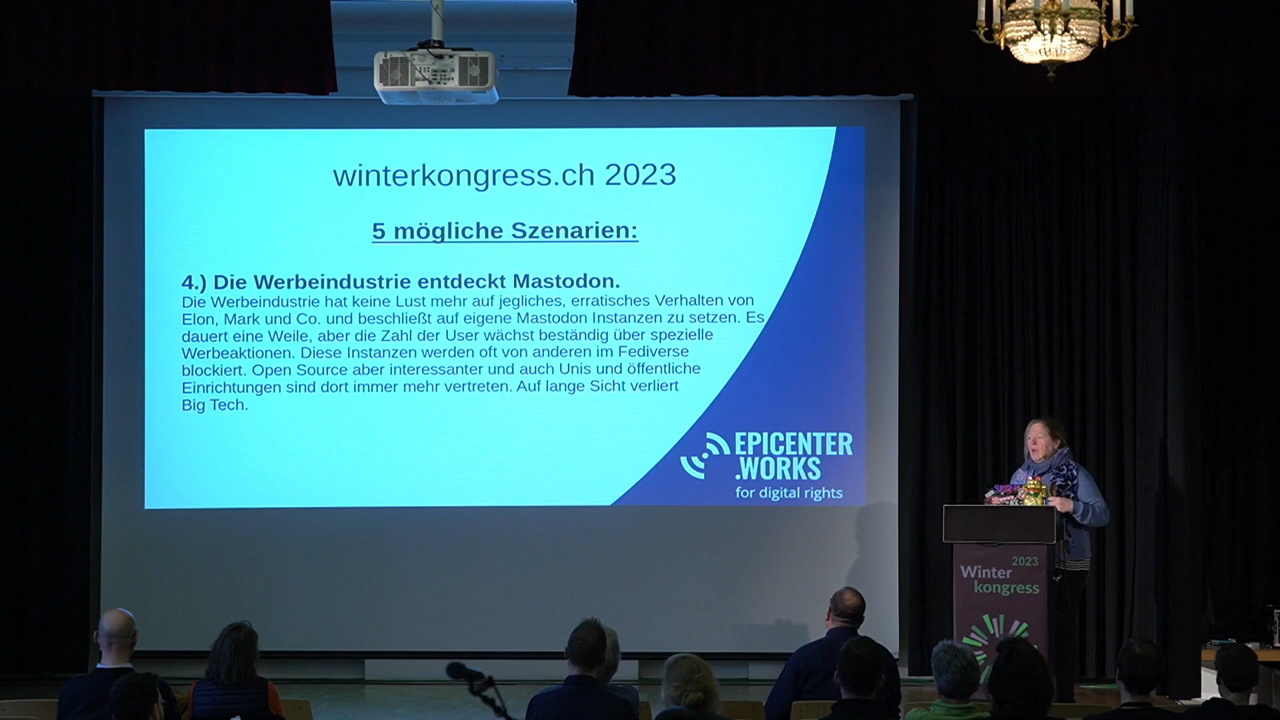 winterkongress.ch 2023
5 mögliche Szenarien:
4.) Die Werbeindustrie entdeckt Mastodon.
Die Werbeindustrie hat keine Lust mehr auf jegliches, erratisches Verhalten von
Elon, Mark und Co. und beschließt auf eigene Mastodon Instanzen zu setzen. Es
dauert eine Weile, aber die Zahl der User wächst beständig über spezielle
Werbeaktionen. Diese Instanzen werden oft von anderen im Fediverse
blockiert. Open Source aber interessanter und auch Unis und öffentliche
Einrichtungen sind dort immer mehr vertreten. Auf lange Sicht verliert
Big Tech.
EPICENTER
.WORKS
for digital rights
2023
Winter
kongress